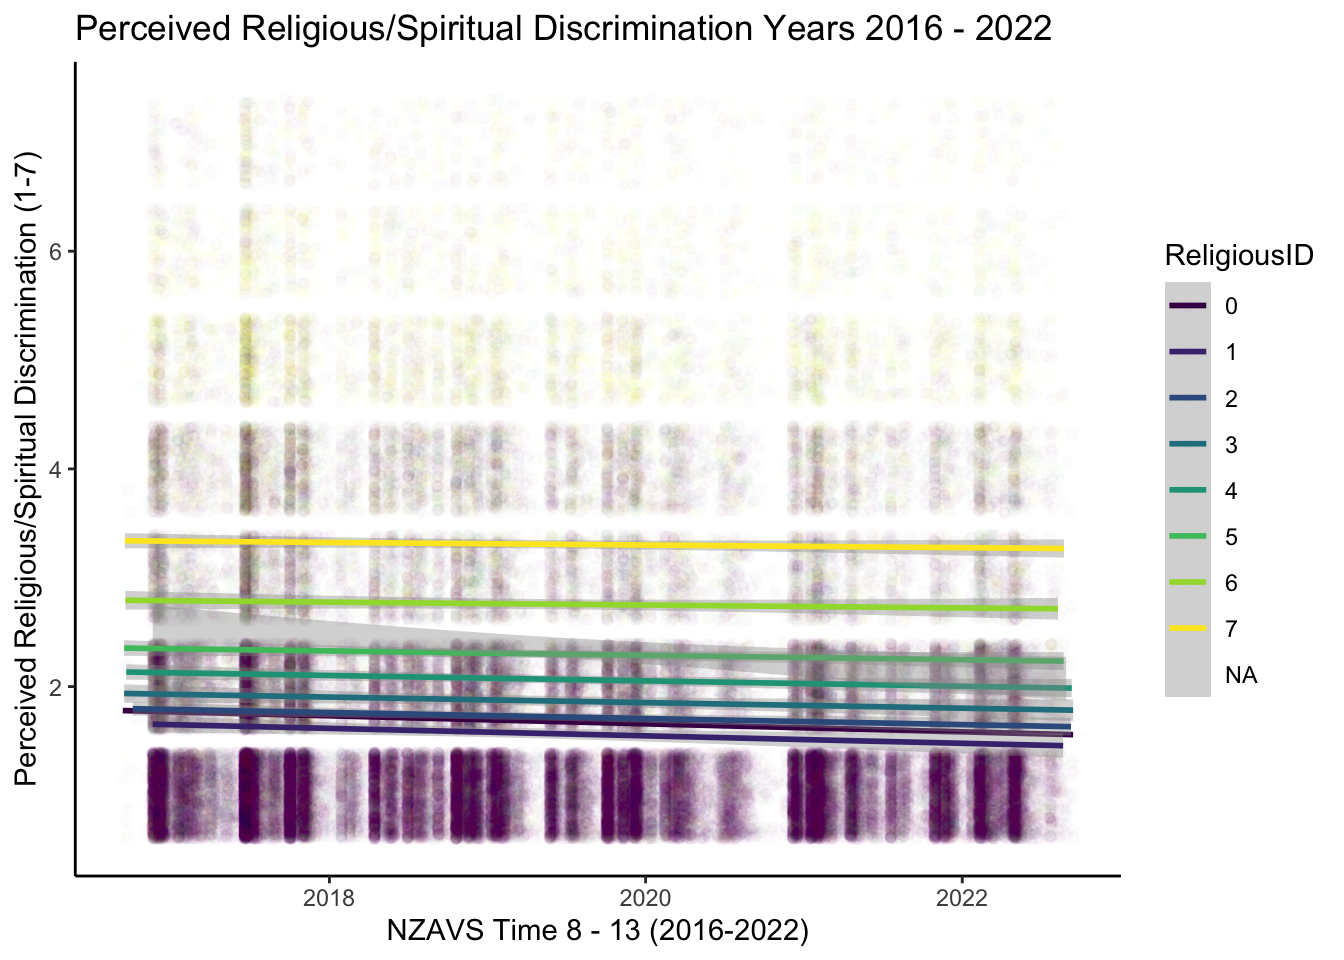 Perceived Religious/Spiritual Discrimination Years 2016 - 2022
Perceived Religious/Spiritual Discrimination (1-7)
6
4
2
2018
2020
2022
NZAVS Time 8 - 13 (2016-2022)
ReligiousID
0
1
2
3
4
5
6
7
NA